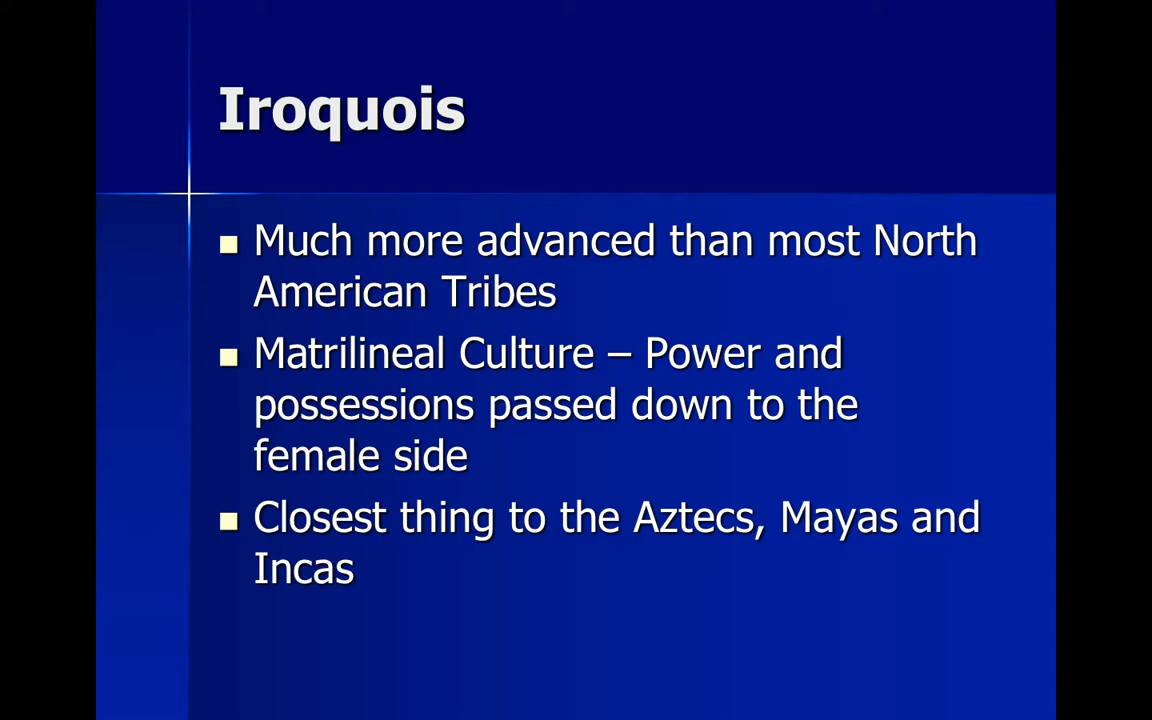 Iroquois
Much more advanced than most North
American Tribes
Matrilineal Culture – Power and
possessions passed down to the
female side
Closest thing to the Aztecs, Mayas and
Incas